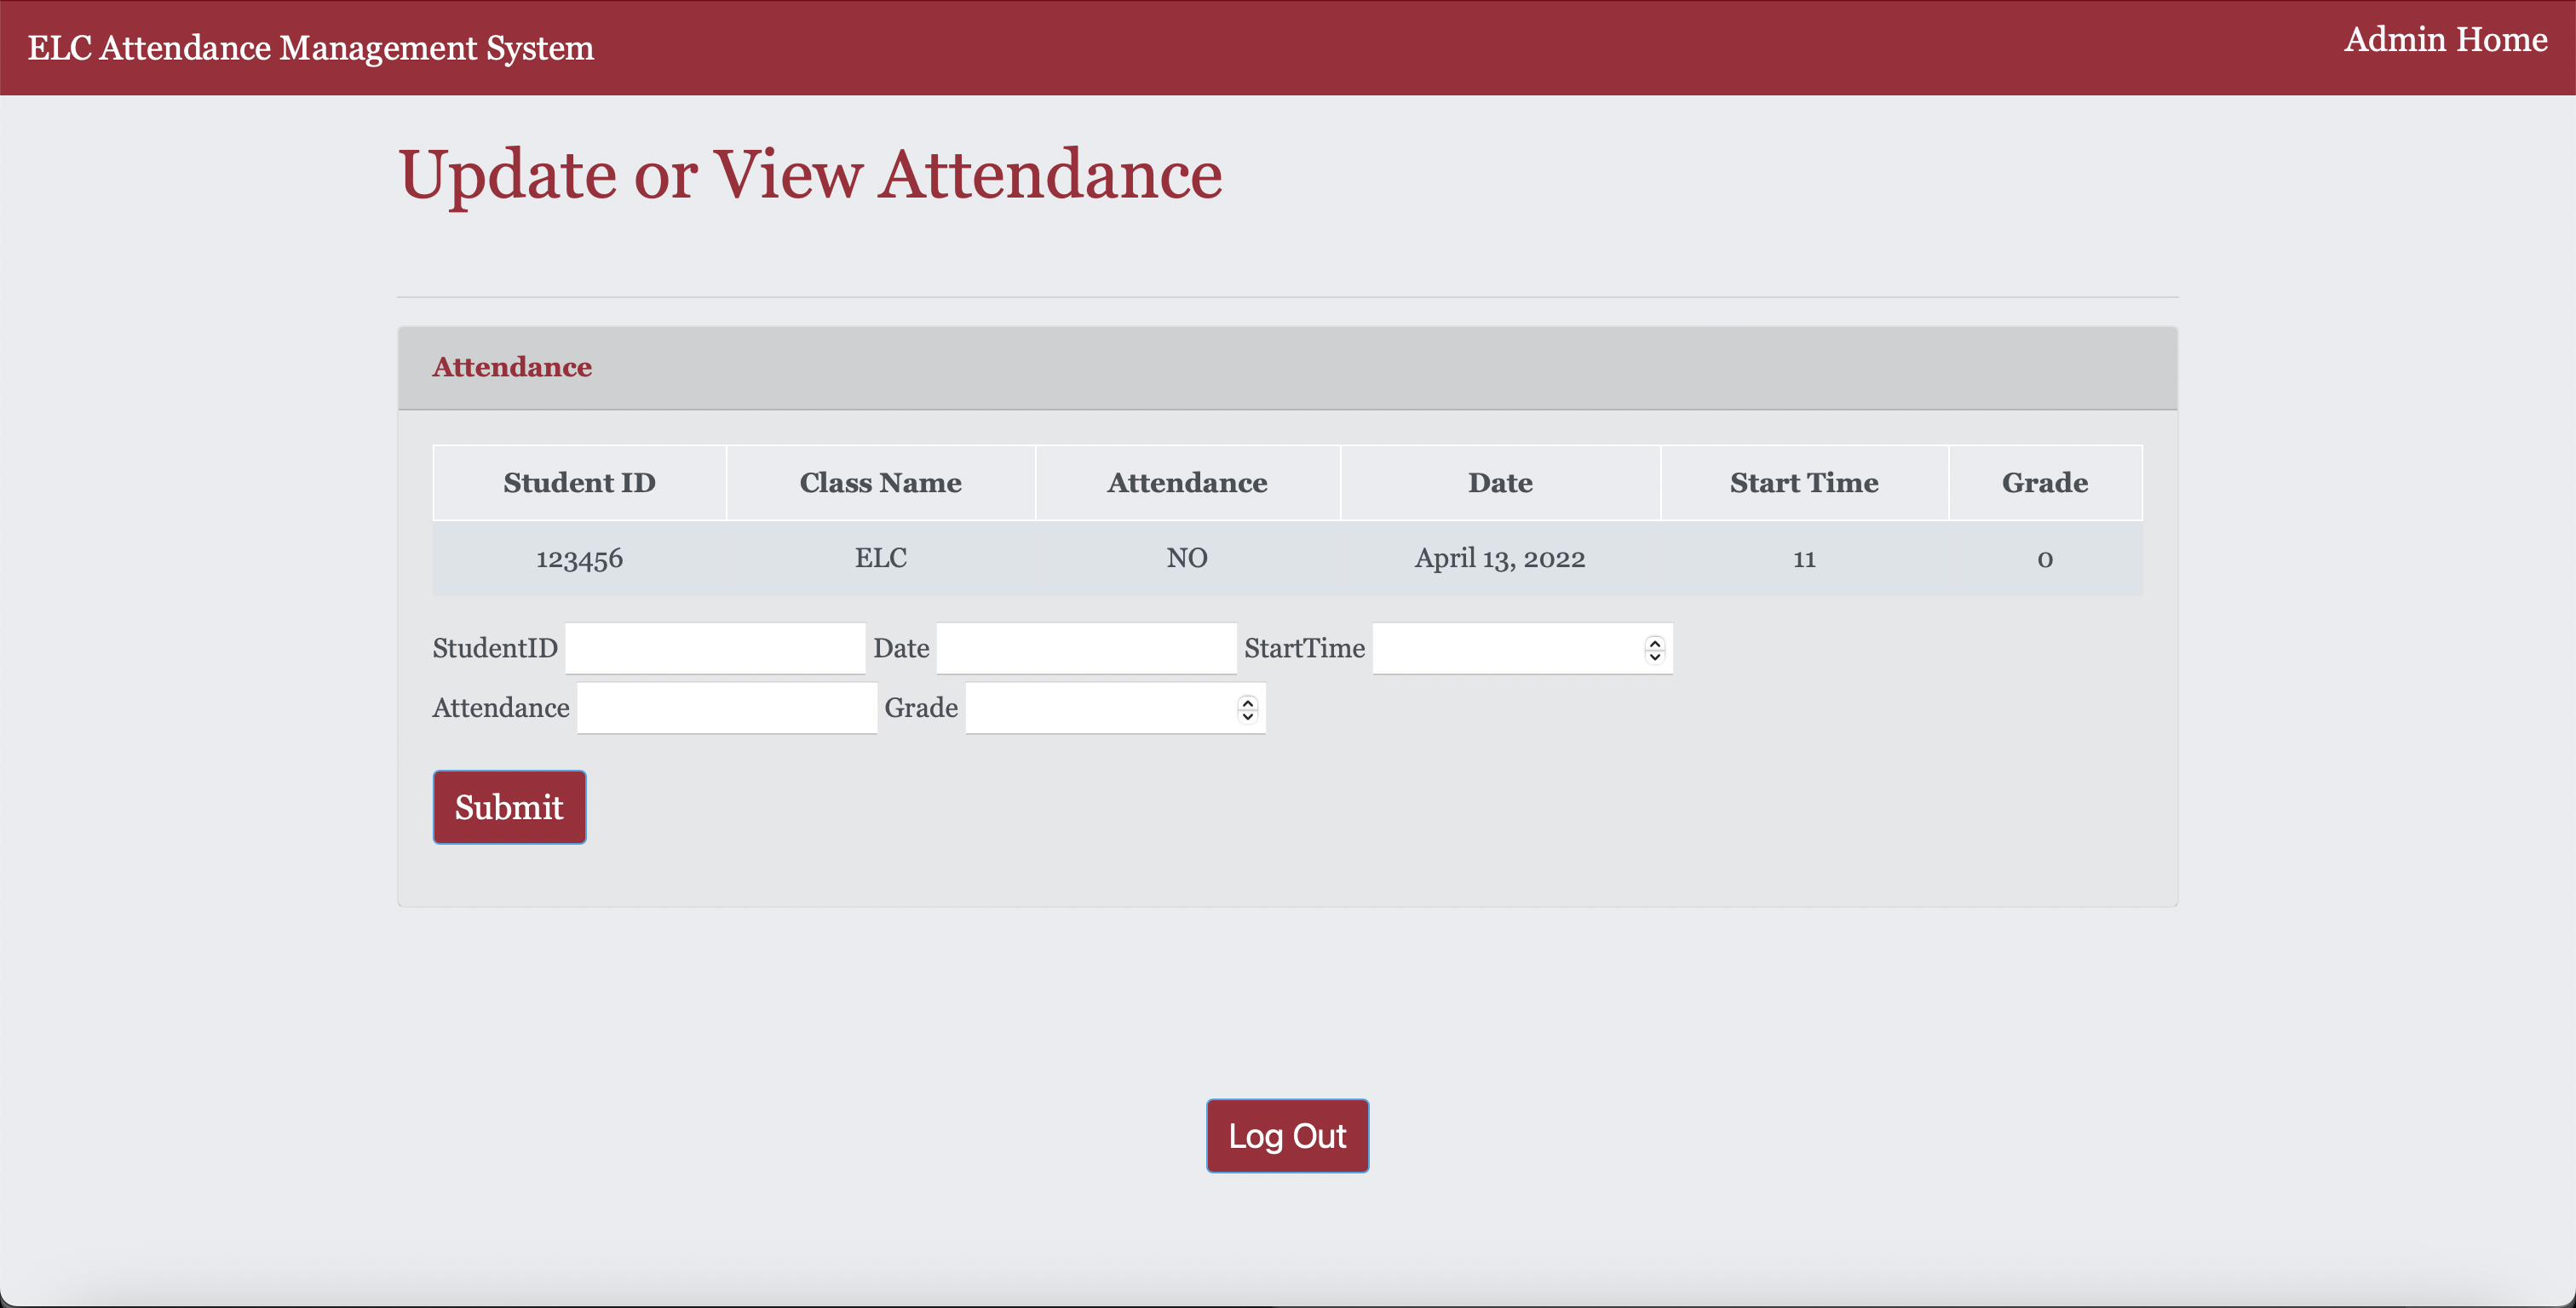 ELC Attendance Management System
Admin Home
Update or View Attendance
Attendance
Student ID Class Name Attendance Date Start Time Grade
123456 ELC NO April 13, 2022 11 0
StudentID Date StartTime
Attendance Grade
Submit
Log Out